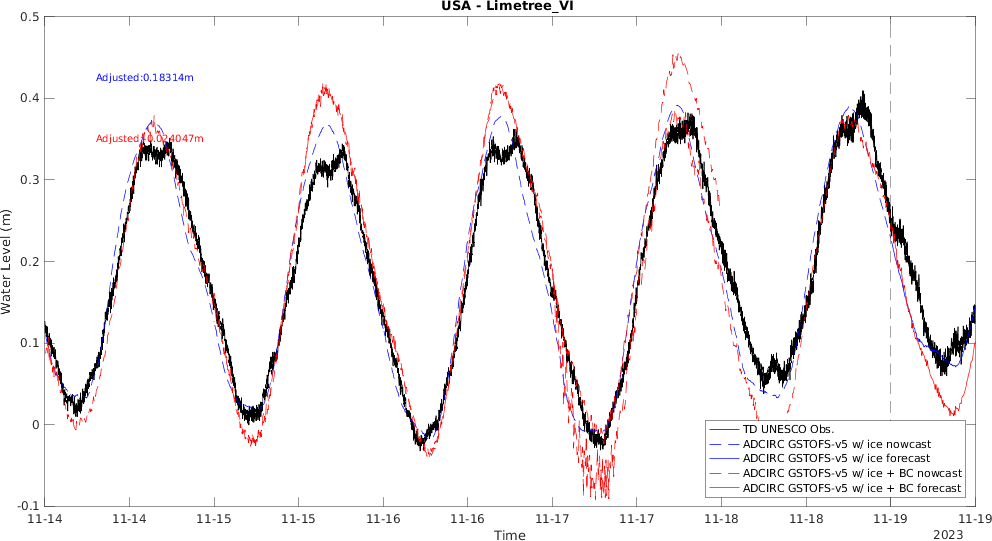 USA - Limetree_VI
0.5
0.4
0.3
0.2
0.1
0
-0.1
Water Level (m)
Adjusted:0.18314m
Adjusted:-0.024047m
TD UNESCO Obs.
ADCIRC GSTOFS-v5 w/ ice nowcast
ADCIRC GSTOFS-v5 w/ ice forecast
ADCIRC GSTOFS-v5 w/ ice + BC nowcast
ADCIRC GSTOFS-v5 w/ ice + BC forecast
11-14 11-14 11-15 11-15 11-16 11-16 11-17 11-17 11-18 11-18 11-19 11-19
Time
2023